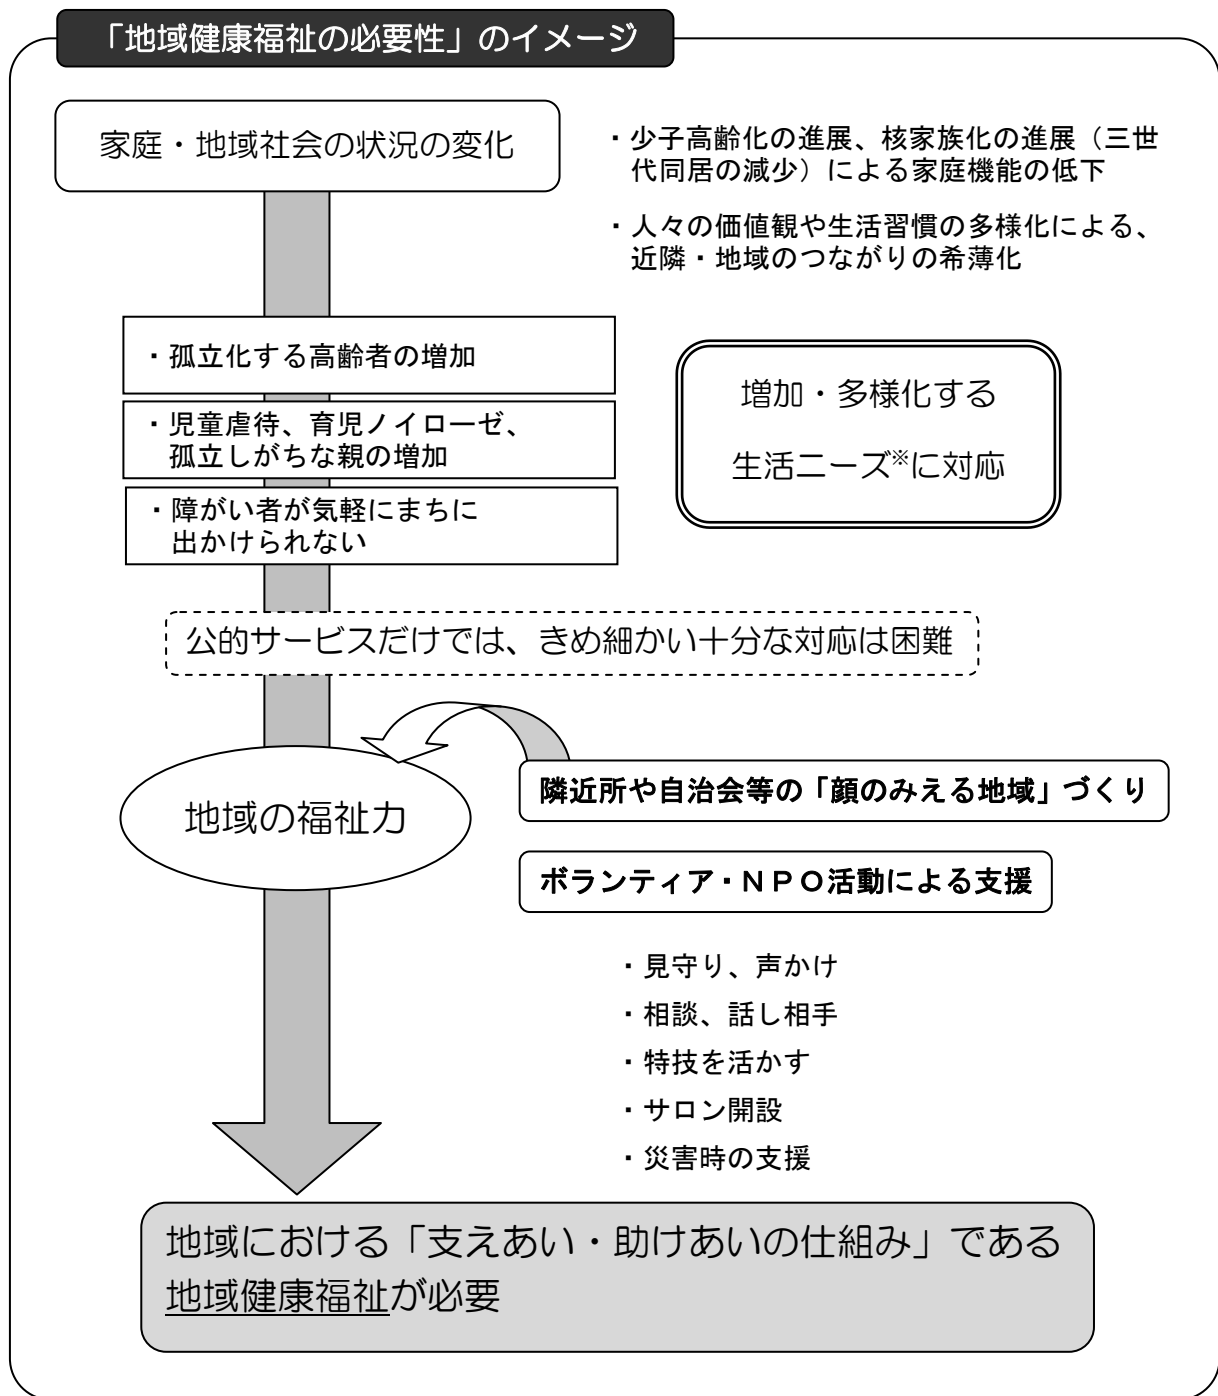 「地域健康福祉の必要性」のイメージ
家庭・地域社会の状況の変化
・少子高齢化の進展、核家族化の進展（三世
代同居の減少）による家庭機能の低下
・人々の価値観や生活習慣の多様化による、
近隣・地域のつながりの希薄化
・孤立化する高齢者の増加
・児童虐待、育児ノイローゼ、
孤立しがちな親の増加
・障がい者が気軽にまちに
出かけられない
増加・多様化する
生活ニーズ※に対応
公的サービスだけでは、きめ細かい十分な対応は困難
地域の福祉力
隣近所や自治会等の「顔のみえる地域」づくり
ボランティア・ＮＰＯ活動による支援
・見守り、声かけ
・相談、話し相手
・特技を活かす
・サロン開設
・災害時の支援
地域における「支えあい・助けあいの仕組み」である
地域健康福祉が必要